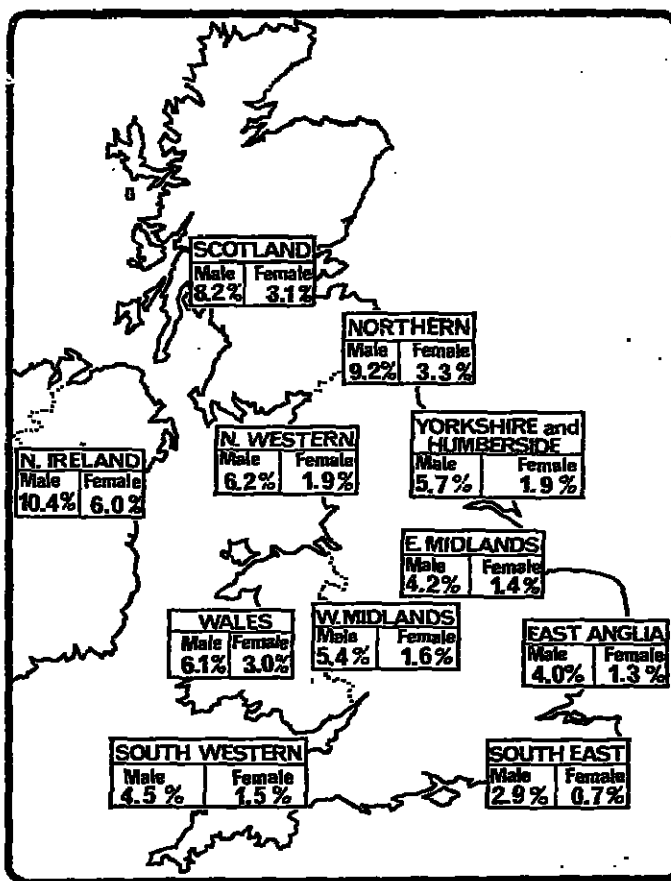 SCOTLAND
Male Female
8.2% 3.1%
NORTHERN
Male Female
9.2% 3.3%
N. WESTERN
Male Female
6.2% 1.9%
YORKSHIRE and
HUMBERSIDE
Male Female
5.7% 1.9%
N. IRELAND
Male Female
10.4% 6.0%
E. MIDLANDS
Male Female
4.2% 1.4%
WALES
Male Female
6.1% 3.0%
W. MIDLANDS
Male Female
5.4% 1.6%
EAST ANGLIA
Male Female
4.0% 1.3%
SOUTH WESTERN
Male Female
4.5% 1.5%
SOUTH EAST
Male Female
2.9% 0.7%